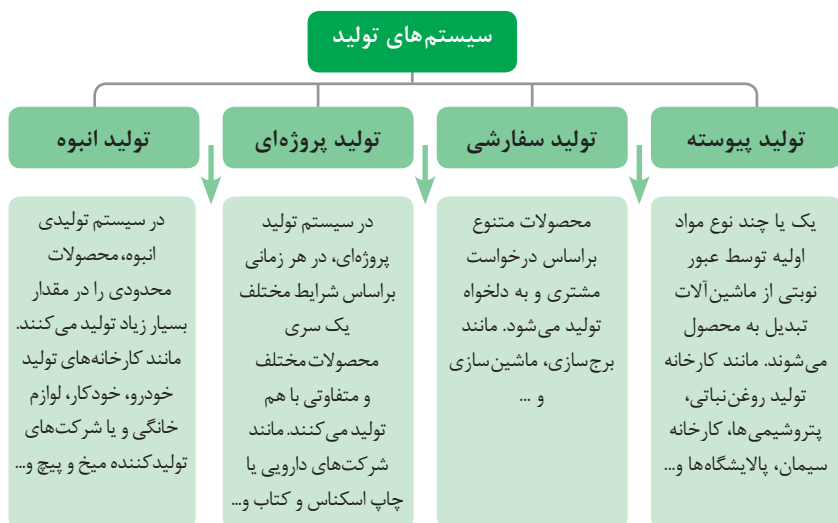 سیستم‌های تولید
تولید پیوسته
یک یا چند نوع مواد
اولیه توسط عبور
نوبتی از ماشین‌آلات
تبدیل به محصول
می‌شوند. مانند کارخانه
تولید روغن‌نباتی،
پتروشیمی‌ها، کارخانه
سیمان، پالایشگاه‌ها و...
تولید سفارشی
محصولات متنوع
براساس درخواست
مشتری و به دلخواه
تولید می‌شود. مانند
برج‌سازی، ماشین‌سازی
و ...
تولید پروژه‌ای
در سیستم تولید
پروژه‌ای، در هر زمانی
براساس شرایط مختلف
یک سری
محصولات مختلف
و متفاوتی با هم
تولید می‌کنند. مانند
شرکت‌های دارویی یا
چاپ اسکناس و کتاب و...
تولید انبوه
در سیستم تولیدی
انبوه، محصولات
محدودی را در مقدار
بسیار زیاد تولید می‌کنند.
مانند کارخانه‌های تولید
خودرو، خودکار، لوازم
خانگی و یا شرکت‌های
تولیدکننده میخ و پیچ و...